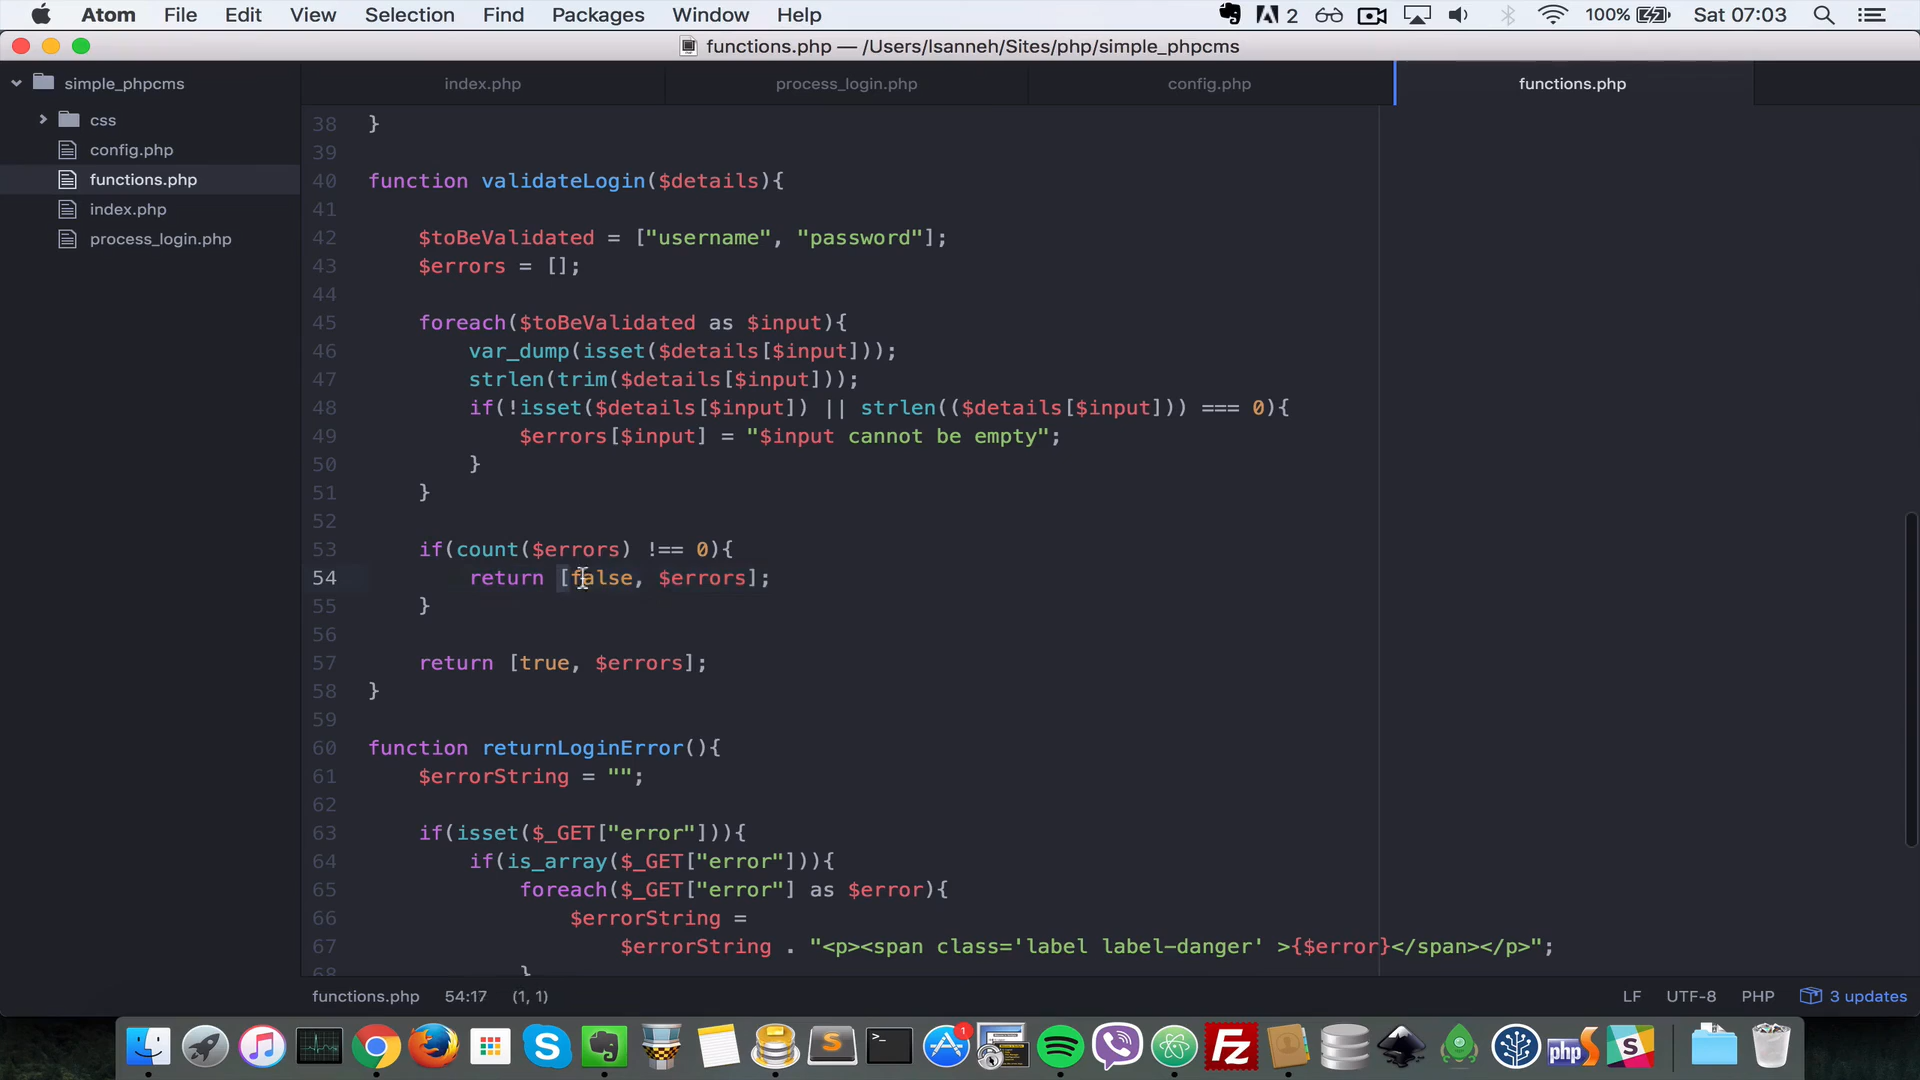 Atom File Edit View Selection Find Packages Window Help 2 100% Sat 07:03
functions.php — /Users/lsanneh/Sites/php/simple_phpcms
simple_phpcms index.php process_login.php config.php functions.php
css
config.php
functions.php
index.php
process_login.php
38 }
39
40 function validateLogin($details){
41
42 $toBeValidated = ["username", "password"];
43 $errors = [];
44
45 foreach($toBeValidated as $input){
46 var_dump(isset($details[$input]));
47 strlen(trim($details[$input]));
48 if(!isset($details[$input]) || strlen(($details[$input])) === 0){
49 $errors[$input] = "$input cannot be empty";
50 }
51 }
52
53 if(count($errors) !== 0){
54 return [false, $errors];
55 }
56
57 return [true, $errors];
58 }
59
60 function returnLoginError(){
61 $errorString = "";
62
63 if(isset($_GET["error"])){
64 if(is_array($_GET["error"])){
65 foreach($_GET["error"] as $error){
66 $errorString =
67 $errorString . "<p><span class='label label-danger' >{$error}</span></p>";
68 }
functions.php 54:17 (1, 1) LF UTF-8 PHP 3 updates
1
php